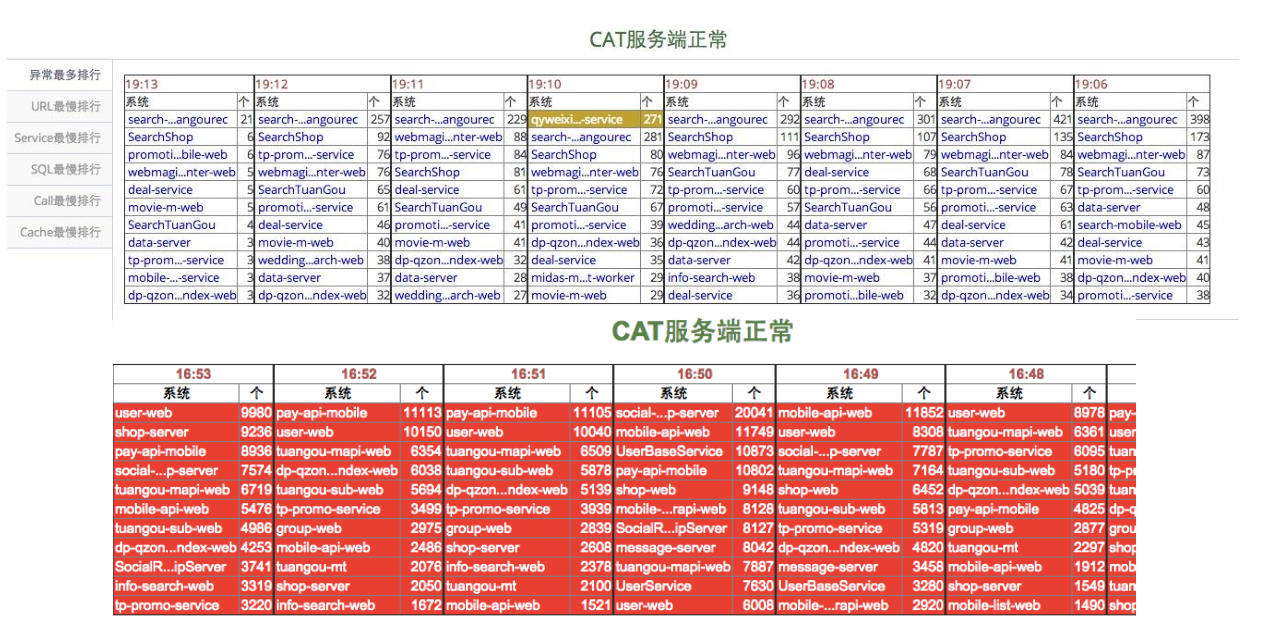 CAT服务端正常
异常最多排行
URL最慢排行
Service最慢排行
SQL最慢排行
Call最慢排行
Cache最慢排行
19:13 19:12 19:11 19:10 19:09 19:08 19:07 19:06
系统 个 系统 个 系统 个 系统 个 系统 个 系统 个 系统 个 系统 个
search-...angourec 21 search-...angourec 257 search-...angourec 229 qyweixi...-service 271 search-...angourec 292 search-...angourec 301 search-...angourec 421 search-...angourec 398
SearchShop 6 SearchShop 92 webmagi...nter-web 88 search-...angourec 281 SearchShop 111 SearchShop 107 SearchShop 135 SearchShop 173
promoti...bile-web 6 tp-prom...-service 76 tp-prom...-service 84 SearchShop 80 webmagi...nter-web 96 webmagi...nter-web 79 webmagi...nter-web 84 webmagi...nter-web 87
webmagi...nter-web 5 webmagi...nter-web 76 SearchShop 81 webmagi...nter-web 76 SearchTuanGou 77 deal-service 68 SearchTuanGou 78 SearchTuanGou 73
deal-service 5 SearchTuanGou 65 deal-service 61 tp-prom...-service 72 tp-prom...-service 60 tp-prom...-service 66 tp-prom...-service 67 tp-prom...-service 60
movie-m-web 5 promoti...-service 61 SearchTuanGou 49 SearchTuanGou 67 promoti...-service 57 SearchTuanGou 56 promoti...-service 63 data-server 48
SearchTuanGou 4 deal-service 46 promoti...-service 41 promoti...-service 39 wedding...arch-web 44 data-server 47 deal-service 61 search-mobile-web 45
data-server 3 movie-m-web 40 movie-m-web 41 dp-qzon...ndex-web 36 dp-qzon...ndex-web 44 promoti...-service 44 data-server 42 deal-service 43
tp-prom...-service 3 wedding...arch-web 38 dp-qzon...ndex-web 32 deal-service 35 data-server 42 dp-qzon...ndex-web 41 movie-m-web 41 movie-m-web 41
mobile-...-service 3 data-server 37 data-server 28 midas-m...t-worker 29 info-search-web 38 movie-m-web 37 promoti...bile-web 38 dp-qzon...ndex-web 40
dp-qzon...ndex-web 3 dp-qzon...ndex-web 32 wedding...arch-web 27 movie-m-web 29 deal-service 36 promoti...bile-web 32 dp-qzon...ndex-web 34 promoti...-service 38
CAT服务端正常
16:53 16:52 16:51 16:50 16:49 16:48
系统 个 系统 个 系统 个 系统 个 系统 个 系统 个
user-web 9980 pay-api-mobile 11113 pay-api-mobile 11105 social-...p-server 20041 mobile-api-web 11852 user-web 8978 pay-
shop-server 9236 user-web 10150 user-web 10040 mobile-api-web 11749 user-web 8308 tuangou-mapi-web 6361 user
pay-api-mobile 8936 tuangou-mapi-web 6354 tuangou-mapi-web 6509 UserBaseService 10873 social-...p-server 7787 tp-promo-service 6095 tuan
social-...p-server 7574 dp-qzon...ndex-web 6038 tuangou-sub-web 5878 pay-api-mobile 10802 tuangou-mapi-web 7164 tuangou-sub-web 5180 tp-p
tuangou-mapi-web 6719 tuangou-sub-web 5694 dp-qzon...ndex-web 5139 shop-web 9148 shop-web 6452 dp-qzon...ndex-web 5039 tuan
mobile-api-web 5476 tp-promo-service 3499 tp-promo-service 3939 mobile-...rapi-web 8128 tuangou-sub-web 5813 pay-api-mobile 4825 dp-q
tuangou-sub-web 4986 group-web 2975 group-web 2839 SocialR...ipServer 8127 tp-promo-service 5319 group-web 2877 grou
dp-qzon...ndex-web 4253 mobile-api-web 2486 shop-server 2608 message-server 8042 dp-qzon...ndex-web 4820 tuangou-mt 2297 shop
SocialR...ipServer 3741 tuangou-mt 2076 info-search-web 2378 tuangou-mapi-web 7887 message-server 3458 mobile-api-web 1912 mob
info-search-web 3319 shop-server 2050 tuangou-mt 2100 UserService 7630 UserBaseService 3280 shop-server 1549 tuan
tp-promo-service 3220 info-search-web 1672 mobile-api-web 1521 user-web 6008 mobile-...rapi-web 2920 mobile-list-web 1490 shop